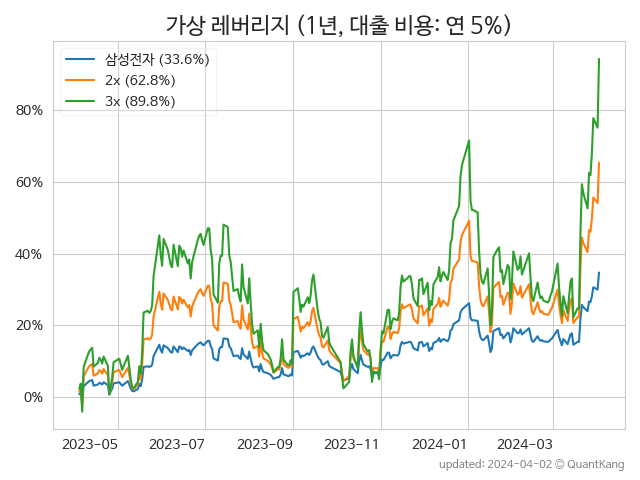 가상 레버리지 (1년, 대출 비용: 연 5%)
삼성전자 (33.6%)
2x (62.8%)
3x (89.8%)
80%
60%
40%
20%
0%
2023-05 2023-07 2023-09 2023-11 2024-01 2024-03
updated: 2024-04-02 © QuantKang